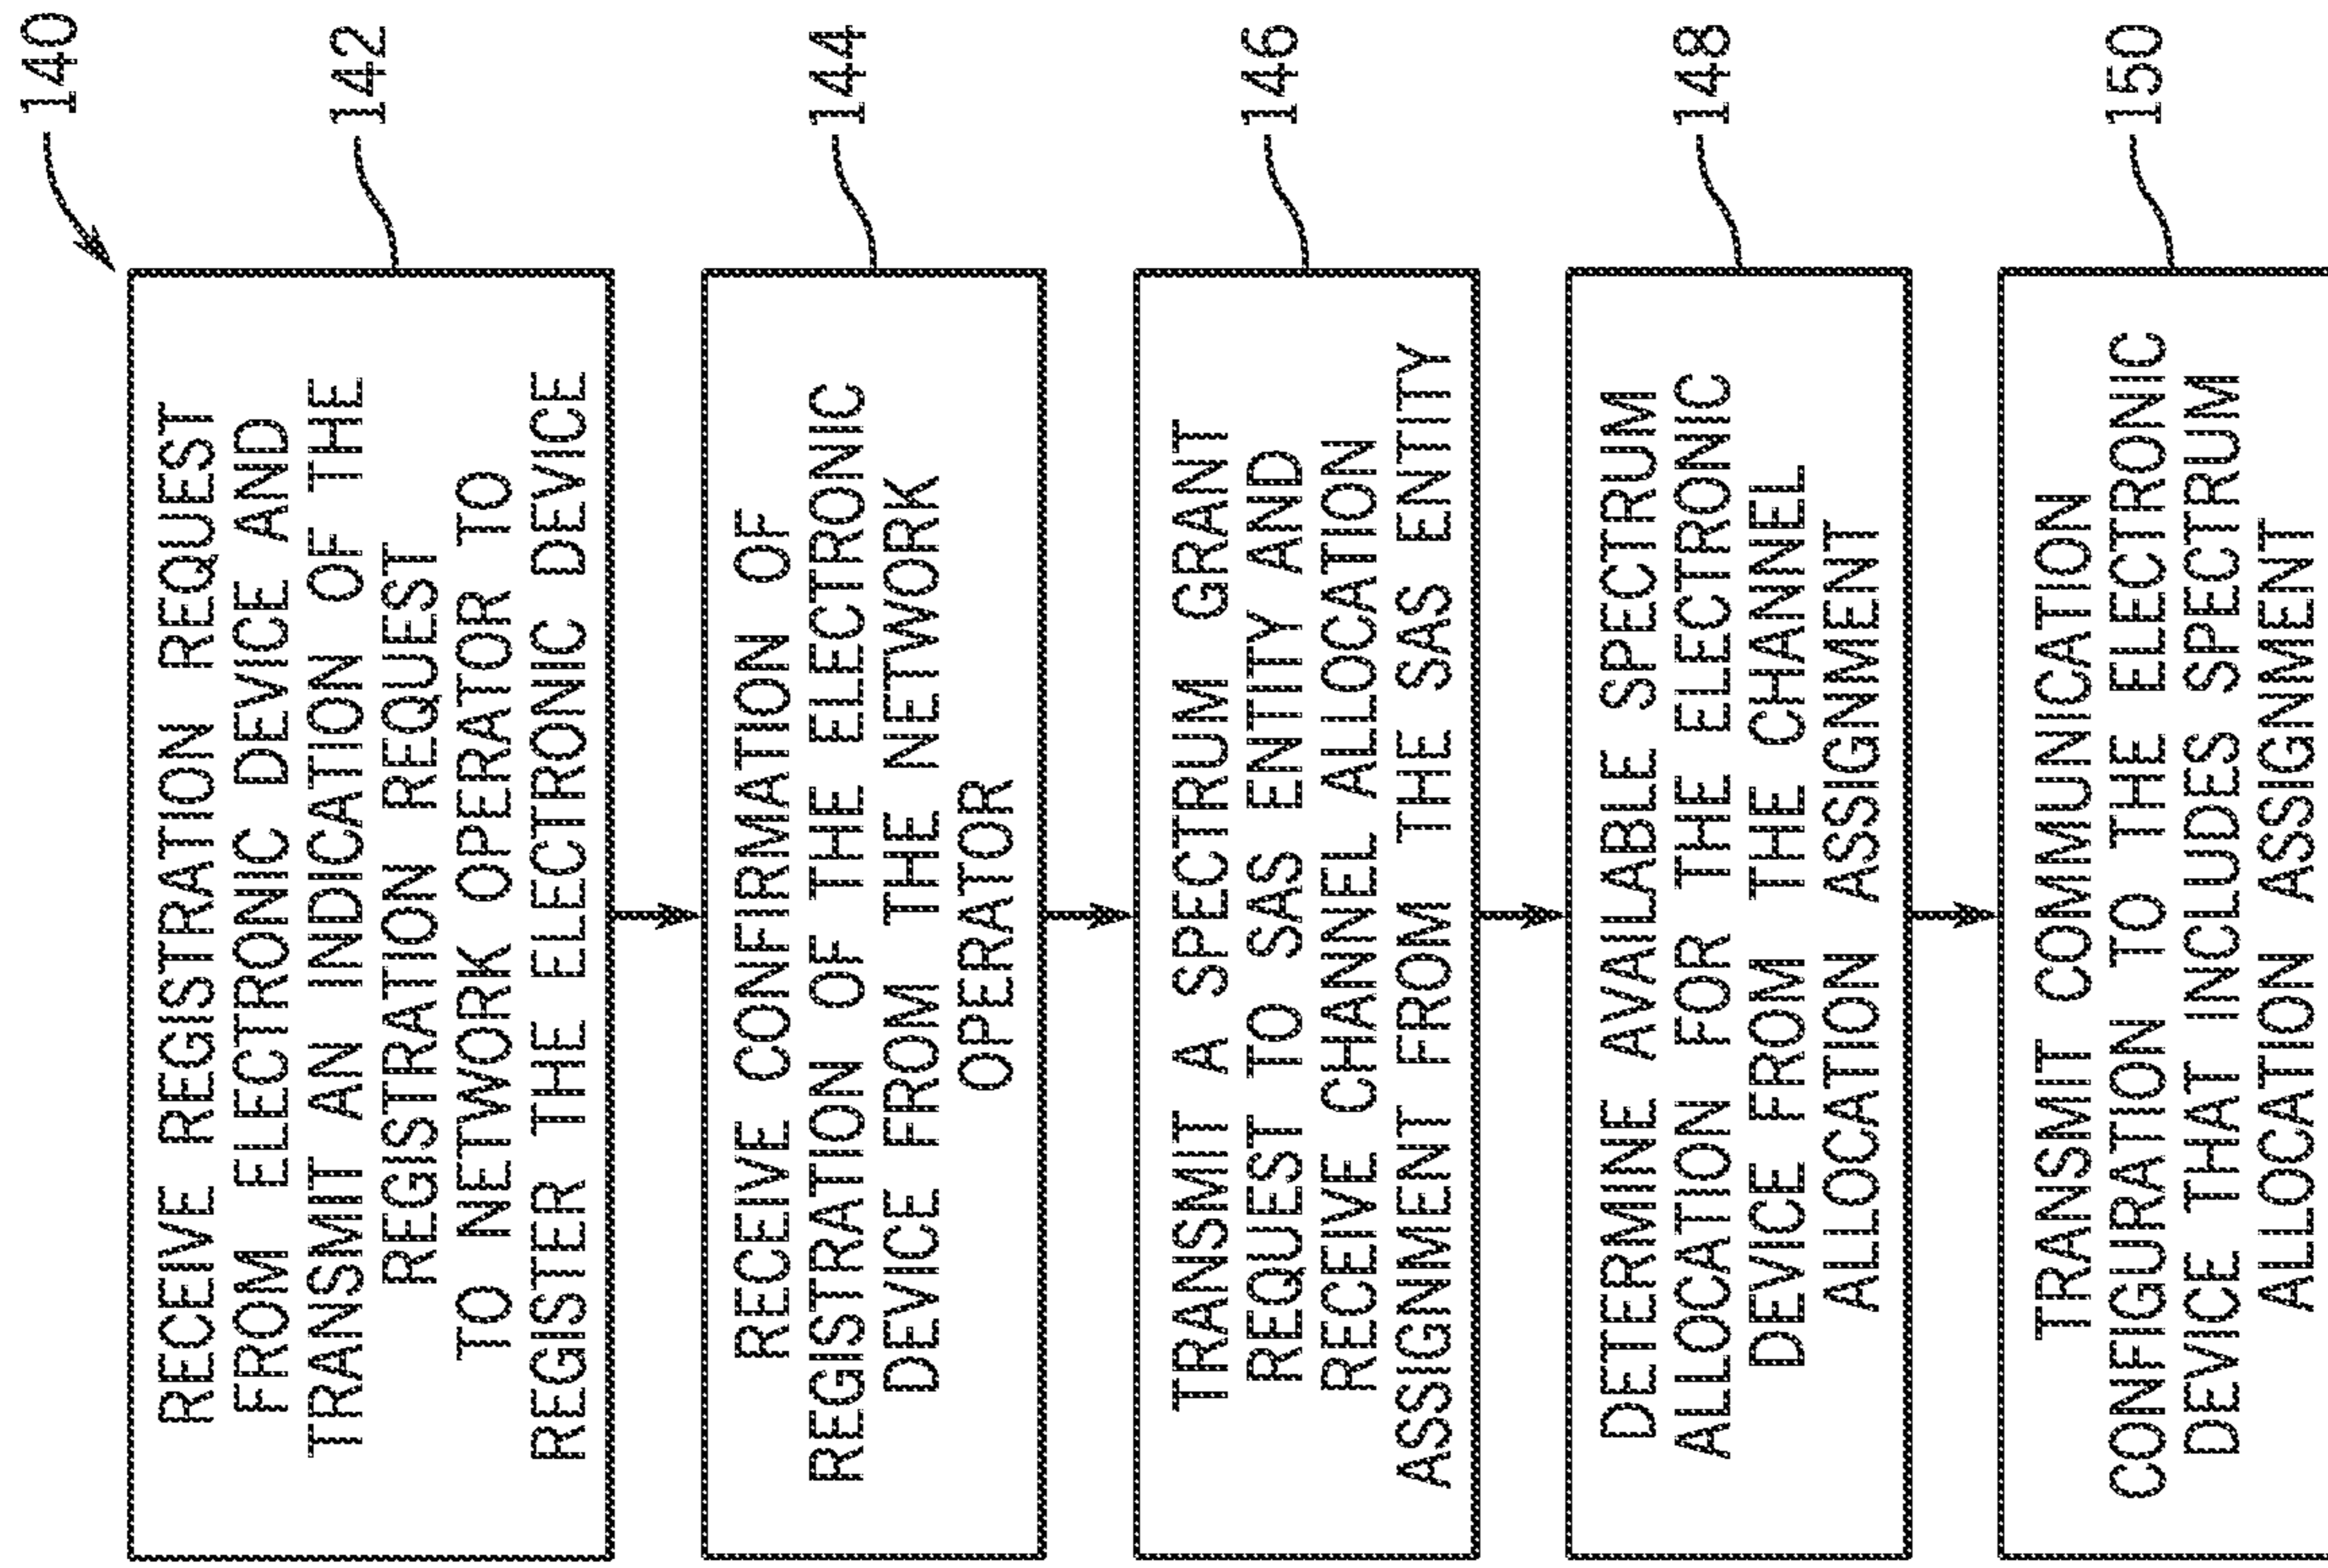 140
RECEIVE REGISTRATION REQUEST
FROM ELECTRONIC DEVICE AND
TRANSMIT AN INDICATION OF THE
REGISTRATION REQUEST
TO NETWORK OPERATOR TO
REGISTER THE ELECTRONIC DEVICE
142
RECEIVE CONFIRMATION OF
REGISTRATION OF THE ELECTRONIC
DEVICE FROM THE NETWORK
OPERATOR
144
TRANSMIT A SPECTRUM GRANT
REQUEST TO SAS ENTITY AND
RECEIVE CHANNEL ALLOCATION
ASSIGNMENT FROM THE SAS ENTITY
146
DETERMINE AVAILABLE SPECTRUM
ALLOCATION FOR THE ELECTRONIC
DEVICE FROM THE CHANNEL
ALLOCATION ASSIGNMENT
148
TRANSMIT COMMUNICATION
CONFIGURATION TO THE ELECTRONIC
DEVICE THAT INCLUDES SPECTRUM
ALLOCATION ASSIGNMENT
150